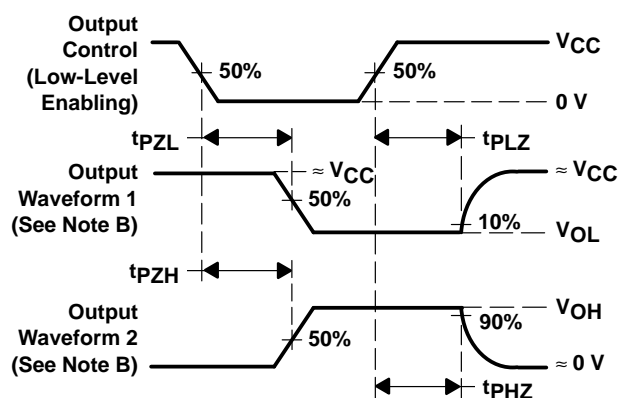 Output
Control
(Low-Level
Enabling)
50%
50%
VCC
0 V
tPZL
tPLZ
Output
Waveform 1
(See Note B)
≈ VCC
50%
≈ VCC
10%
VOL
tPZH
Output
Waveform 2
(See Note B)
50%
VOH
90%
≈ 0 V
tPHZ